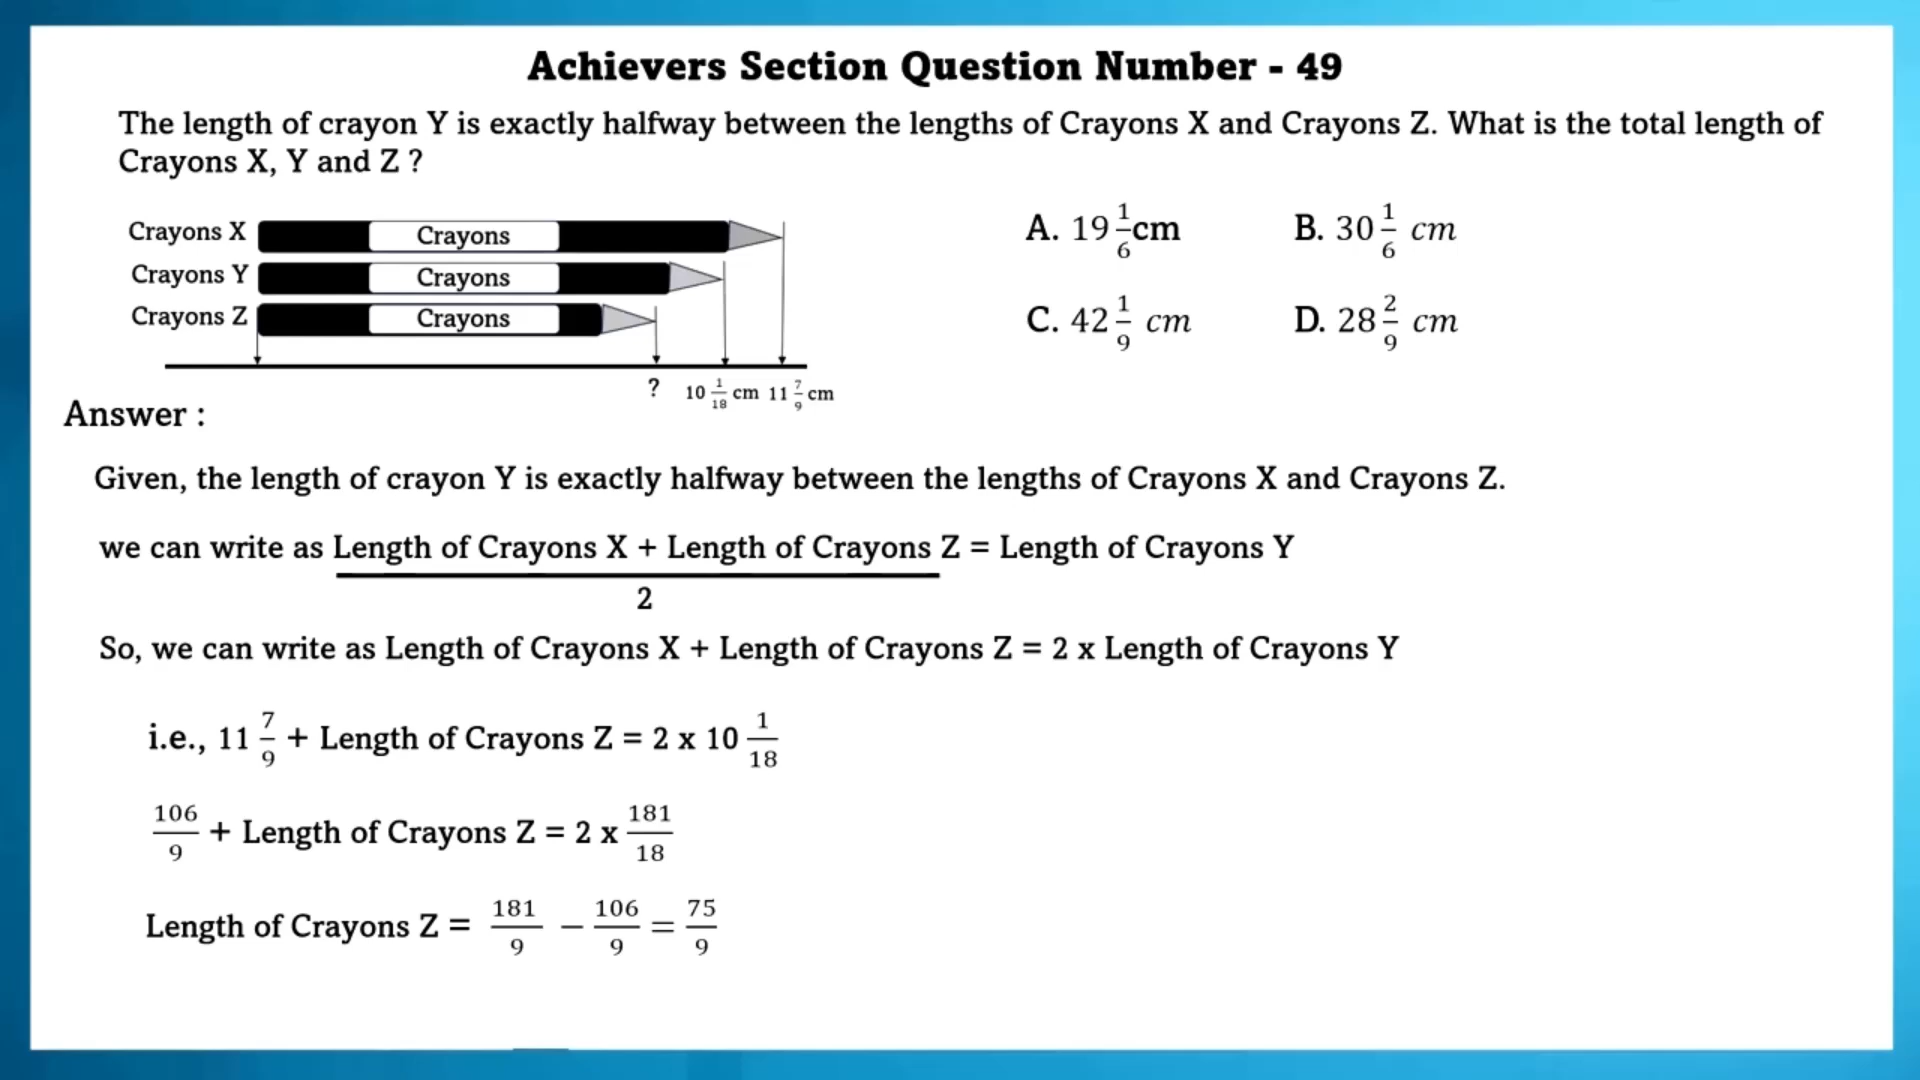 Achievers Section Question Number - 49
The length of crayon Y is exactly halfway between the lengths of Crayons X and Crayons Z. What is the total length of
Crayons X, Y and Z ?
Crayons X Crayons
Crayons Y Crayons
Crayons Z Crayons
? 10 1/18 cm 11 7/9 cm
A. 19 1/6 cm B. 30 1/6 cm
C. 42 1/9 cm D. 28 2/9 cm
Answer :
Given, the length of crayon Y is exactly halfway between the lengths of Crayons X and Crayons Z.
we can write as Length of Crayons X + Length of Crayons Z = Length of Crayons Y
2
So, we can write as Length of Crayons X + Length of Crayons Z = 2 x Length of Crayons Y
i.e., 11 7/9 + Length of Crayons Z = 2 x 10 1/18
106/9 + Length of Crayons Z = 2 x 181/18
Length of Crayons Z = 181/9 − 106/9 = 75/9